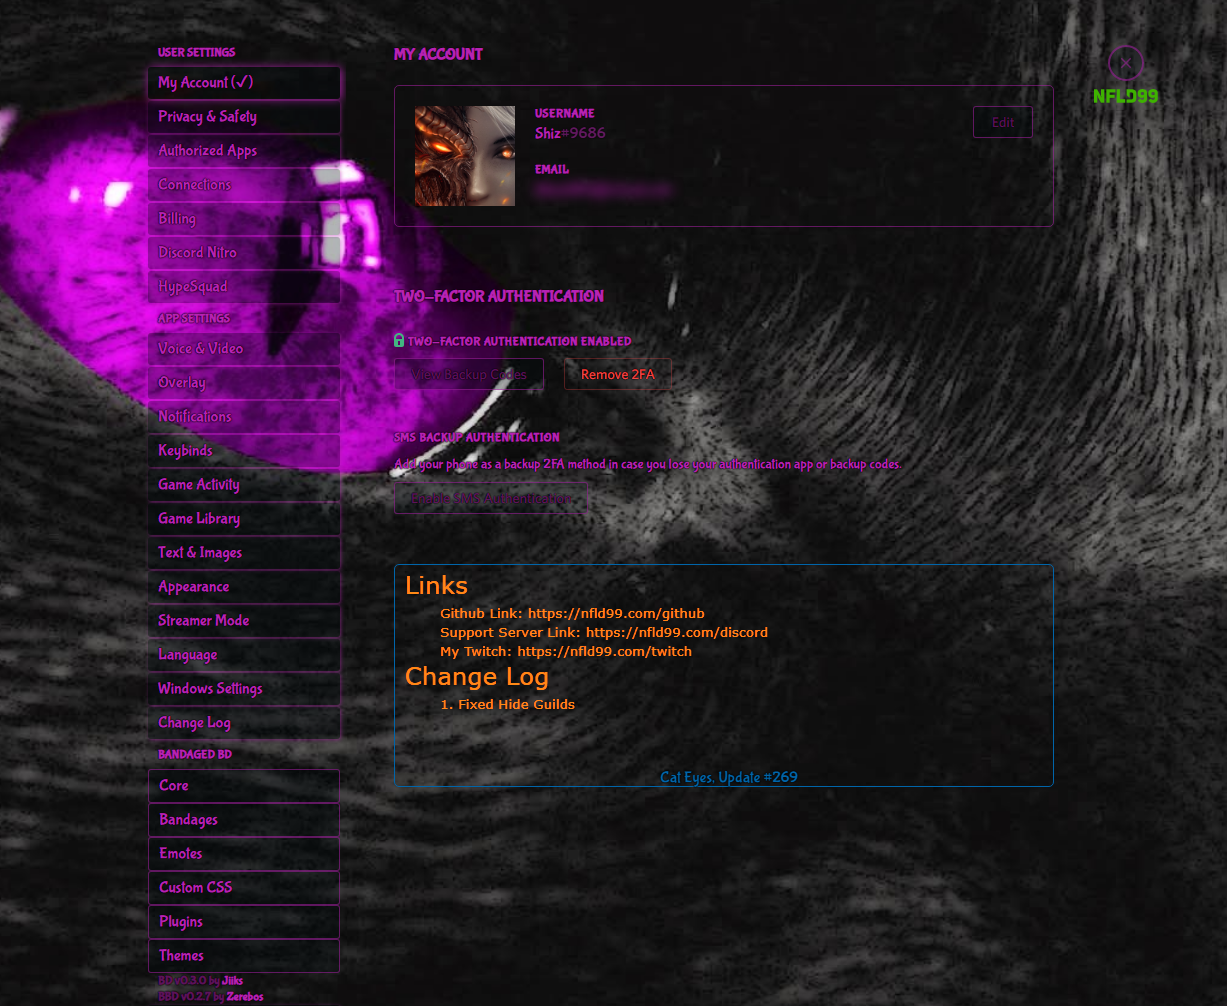 USER SETTINGS
My Account (✓)
Privacy & Safety
Authorized Apps
Connections
Billing
Discord Nitro
HypeSquad
APP SETTINGS
Voice & Video
Overlay
Notifications
Keybinds
Game Activity
Game Library
Text & Images
Appearance
Streamer Mode
Language
Windows Settings
Change Log
BANDAGED BD
Core
Bandages
Emotes
Custom CSS
Plugins
Themes
BD v0.3.0 by Jiiks
BBD v0.2.7 by Zerebos
MY ACCOUNT
USERNAME
Shiz#9686
Edit
EMAIL
TWO-FACTOR AUTHENTICATION
TWO-FACTOR AUTHENTICATION ENABLED
View Backup Codes
Remove 2FA
SMS BACKUP AUTHENTICATION
Add your phone as a backup 2FA method in case you lose your authentication app or backup codes.
Enable SMS Authentication
Links
Github Link: https://nfld99.com/github
Support Server Link: https://nfld99.com/discord
My Twitch: https://nfld99.com/twitch
Change Log
1. Fixed Hide Guilds
Cat Eyes, Update #269
NFLD99